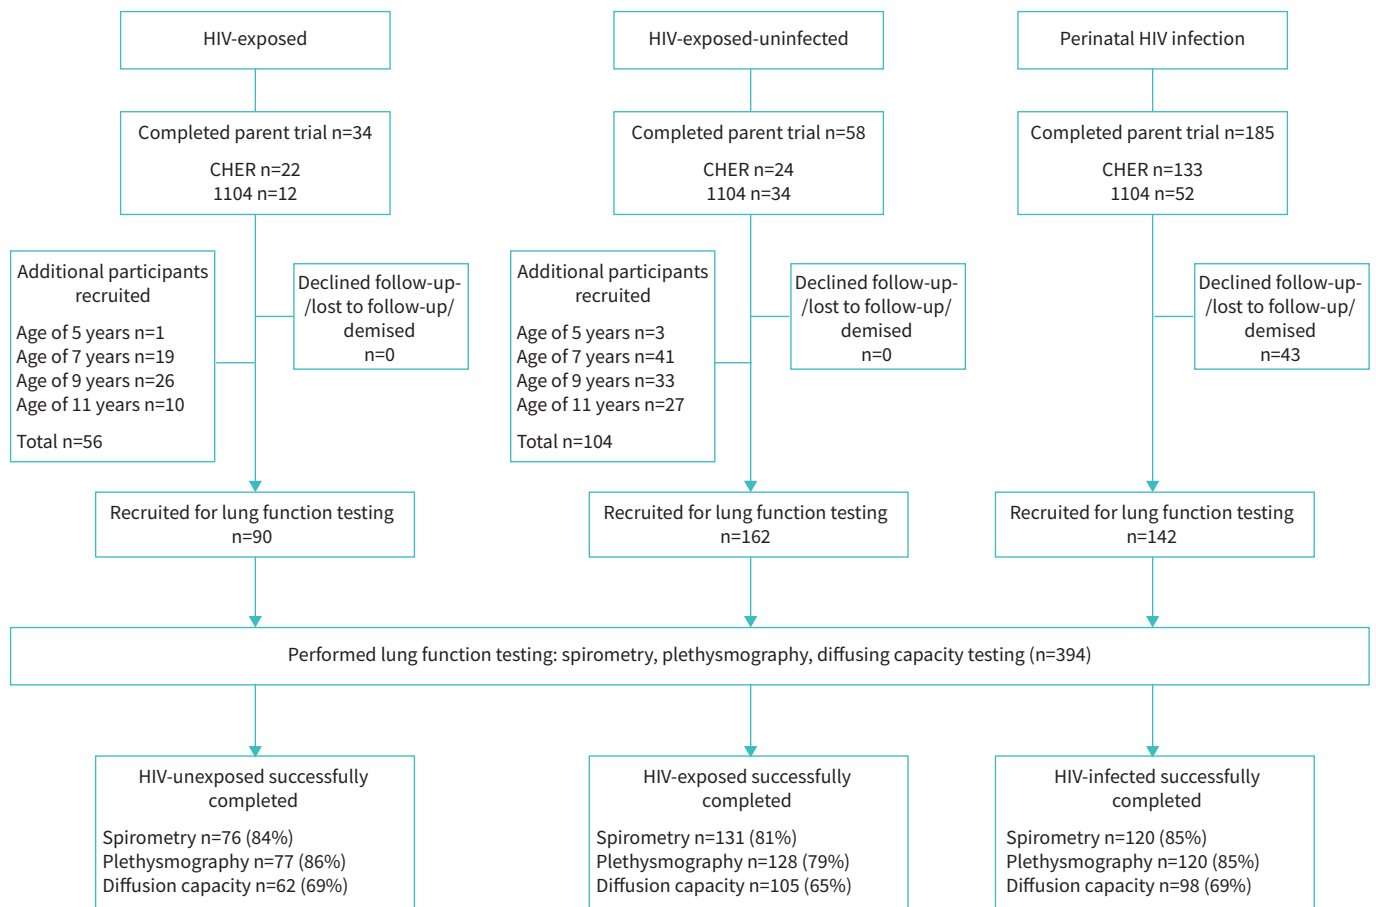 HIV-exposed
HIV-exposed-uninfected
Perinatal HIV infection
Completed parent trial n=34
CHER n=22
1104 n=12
Completed parent trial n=58
CHER n=24
1104 n=34
Completed parent trial n=185
CHER n=133
1104 n=52
Additional participants
recruited
Age of 5 years n=1
Age of 7 years n=19
Age of 9 years n=26
Age of 11 years n=10
Total n=56
Declined follow-up-
/lost to follow-up/
demised
n=0
Additional participants
recruited
Age of 5 years n=3
Age of 7 years n=41
Age of 9 years n=33
Age of 11 years n=27
Total n=104
Declined follow-up-
/lost to follow-up/
demised
n=0
Declined follow-up-
/lost to follow-up/
demised
n=43
Recruited for lung function testing
n=90
Recruited for lung function testing
n=162
Recruited for lung function testing
n=142
Performed lung function testing: spirometry, plethysmography, diffusing capacity testing (n=394)
HIV-unexposed successfully
completed
Spirometry n=76 (84%)
Plethysmography n=77 (86%)
Diffusion capacity n=62 (69%)
HIV-exposed successfully
completed
Spirometry n=131 (81%)
Plethysmography n=128 (79%)
Diffusion capacity n=105 (65%)
HIV-infected successfully
completed
Spirometry n=120 (85%)
Plethysmography n=120 (85%)
Diffusion capacity n=98 (69%)